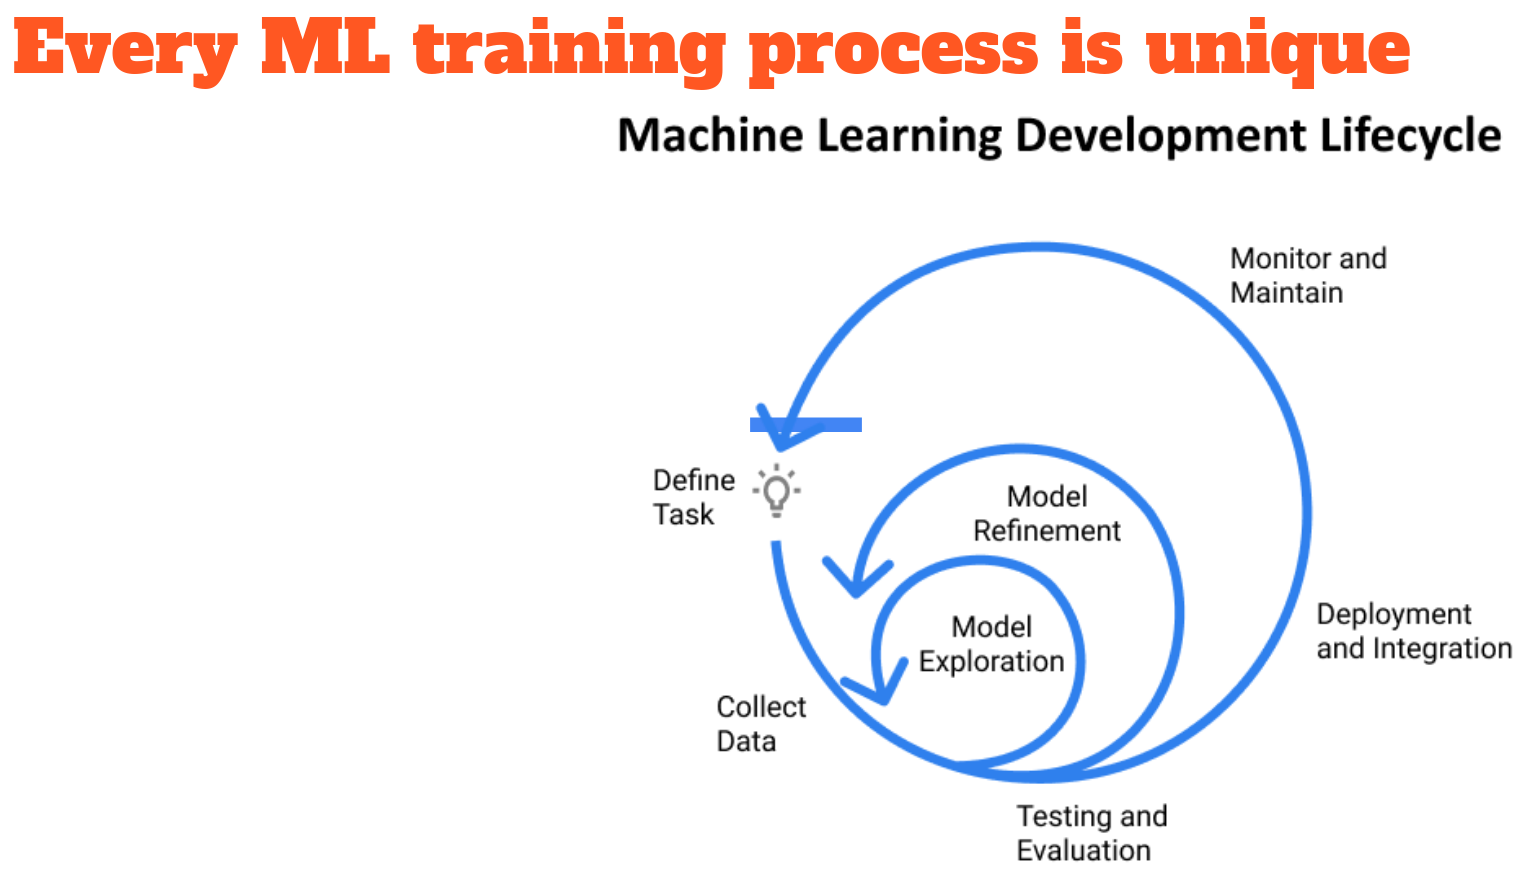 Every ML training process is unique
Machine Learning Development Lifecycle
Monitor and
Maintain
Define
Task
Model
Refinement
Model
Exploration
Deployment
and Integration
Collect
Data
Testing and
Evaluation